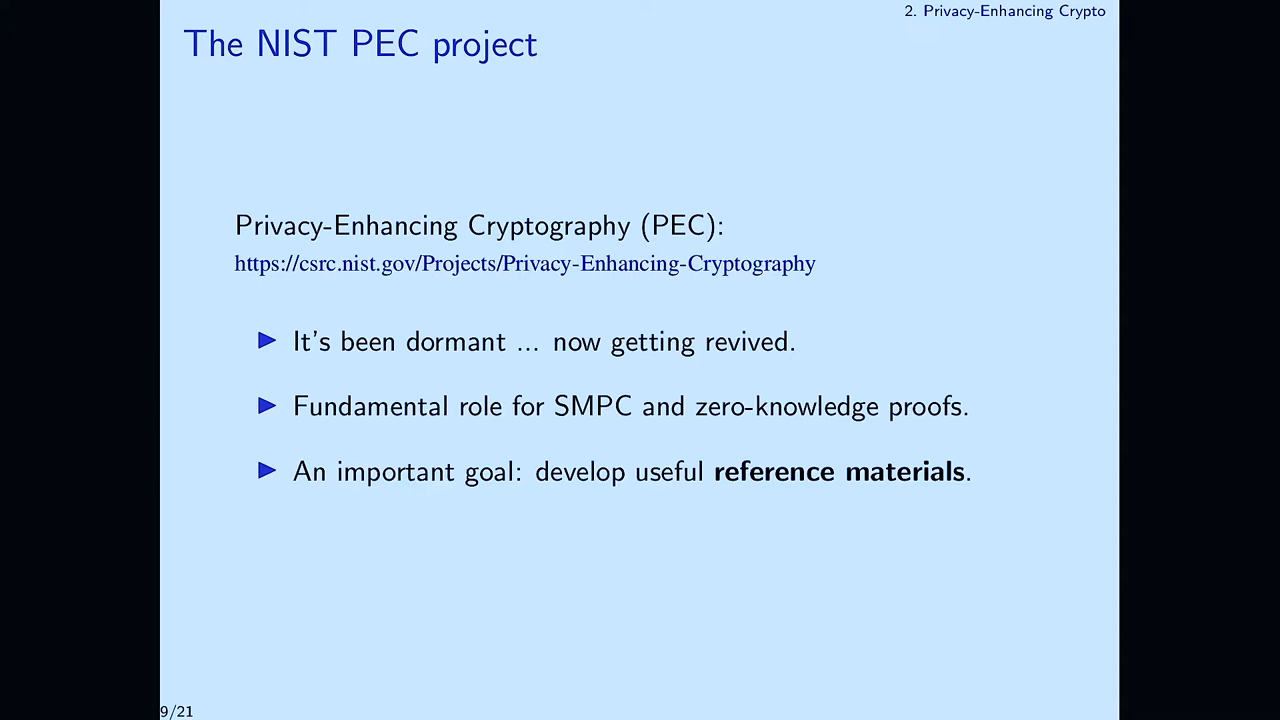 2. Privacy-Enhancing Crypto
The NIST PEC project
Privacy-Enhancing Cryptography (PEC):
https://csrc.nist.gov/Projects/Privacy-Enhancing-Cryptography
▶ It's been dormant ... now getting revived.
▶ Fundamental role for SMPC and zero-knowledge proofs.
▶ An important goal: develop useful reference materials.
9/21